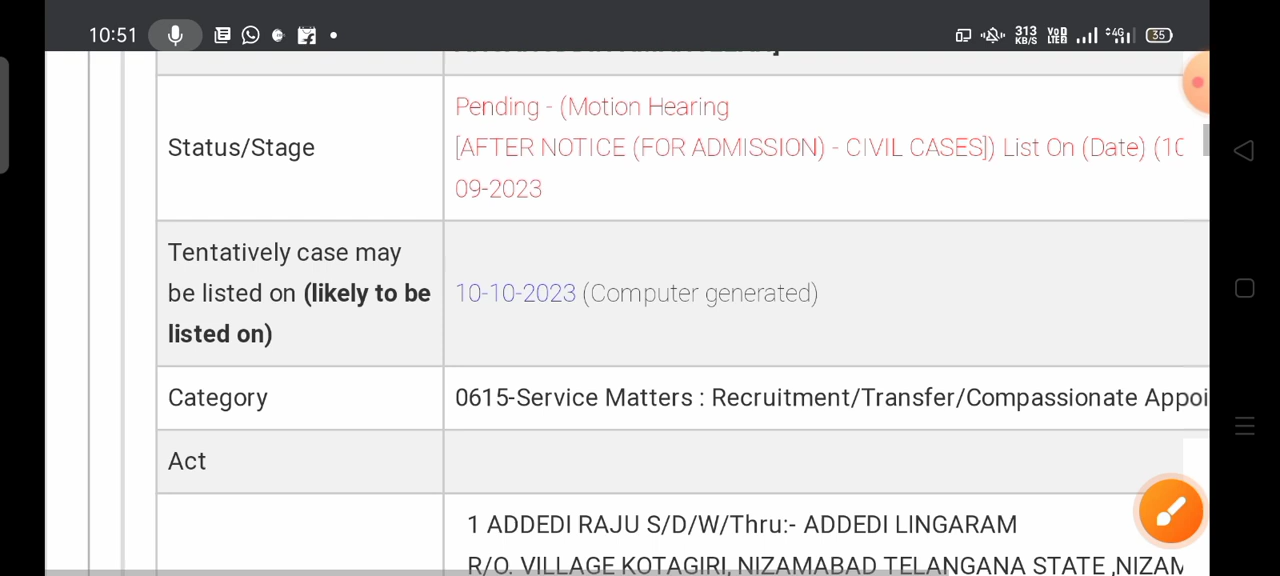 10:51
313
KB/S
VoD
LTEB
4G
35
Pending - (Motion Hearing
Status/Stage
[AFTER NOTICE (FOR ADMISSION) - CIVIL CASES]) List On (Date) (10
09-2023
Tentatively case may
be listed on (likely to be
listed on)
10-10-2023 (Computer generated)
Category
0615-Service Matters : Recruitment/Transfer/Compassionate Appoi
Act
1 ADDEDI RAJU S/D/W/Thru:- ADDEDI LINGARAM
R/O. VILLAGE KOTAGIRI, NIZAMABAD TELANGANA STATE ,NIZAM